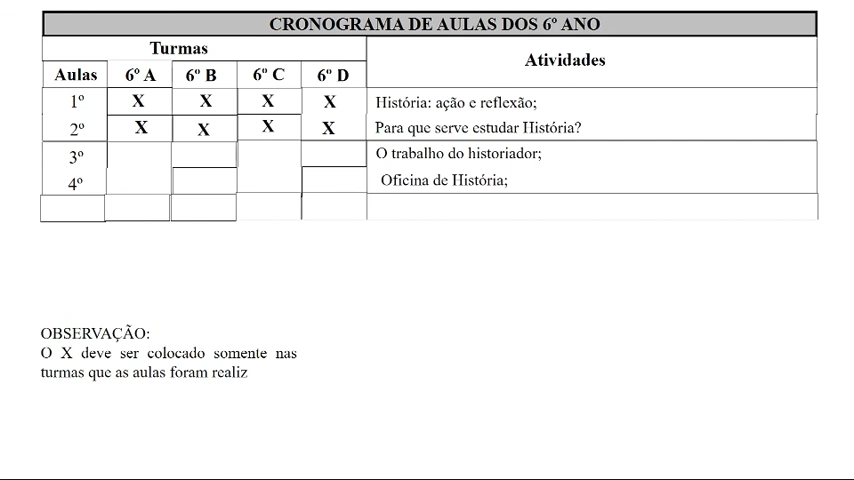 CRONOGRAMA DE AULAS DOS 6º ANO
Turmas
Atividades
Aulas 6º A 6º B 6º C 6º D
1º X X X X História: ação e reflexão;
2º X X X X Para que serve estudar História?
3º O trabalho do historiador;
4º Oficina de História;
OBSERVAÇÃO:
O X deve ser colocado somente nas
turmas que as aulas foram realiz